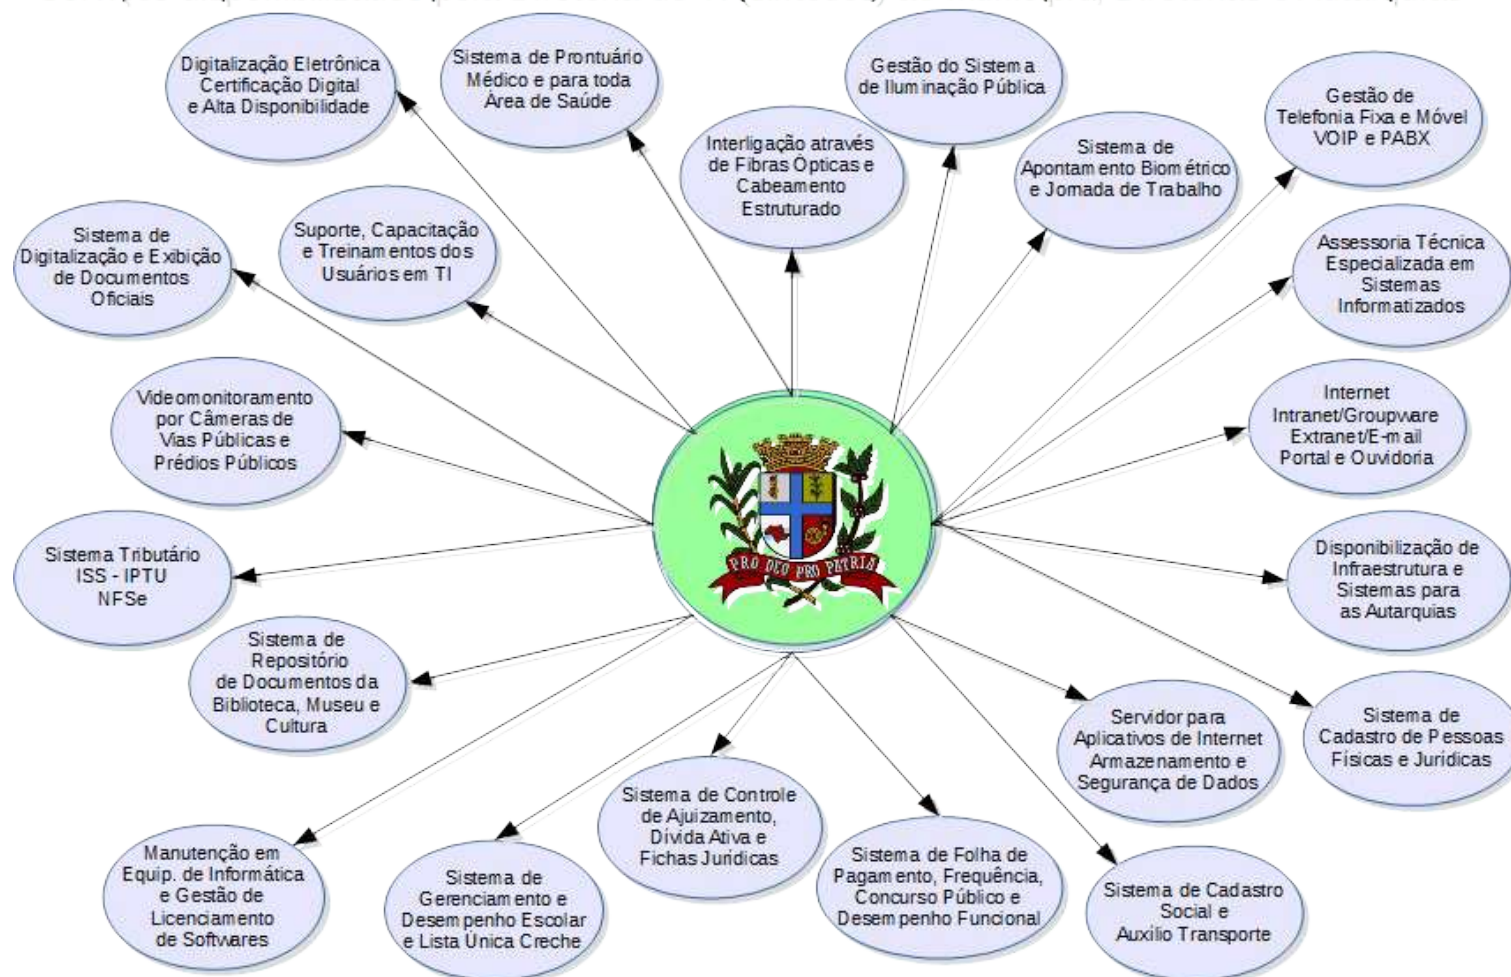 Digitalização Eletrônica
Certificação Digital
e Alta Disponibilidade
Sistema de Prontuário
Médico e para toda
Área de Saúde
Gestão do Sistema
de Iluminação Pública
Gestão de
Telefonia Fixa e Móvel
VOIP e PABX
Interligação através
de Fibras Ópticas e
Cabeamento
Estruturado
Sistema de
Apontamento Biométrico
e Jornada de Trabalho
Sistema de
Digitalização e Exibição
de Documentos
Oficiais
Suporte, Capacitação
e Treinamentos dos
Usuários em TI
Assessoria Técnica
Especializada em
Sistemas
Informatizados
Videomonitoramento
por Câmeras de
Vias Públicas e
Prédios Públicos
Internet
Intranet/Groupware
Extranet/E-mail
Portal e Ouvidoria
Sistema Tributário
ISS - IPTU
NFSe
PRO DEO PRO PATRIA
Disponibilização de
Infraestrutura e
Sistemas para
as Autarquias
Sistema de
Repositório
de Documentos da
Biblioteca, Museu e
Cultura
Servidor para
Aplicativos de Internet
Armazenamento e
Segurança de Dados
Sistema de
Cadastro de Pessoas
Físicas e Jurídicas
Manutenção em
Equip. de Informática
e Gestão de
Licenciamento
de Softwares
Sistema de
Gerenciamento e
Desempenho Escolar
e Lista Única Creche
Sistema de Controle
de Ajuizamento,
Dívida Ativa e
Fichas Jurídicas
Sistema de Folha de
Pagamento, Frequência,
Concurso Público e
Desempenho Funcional
Sistema de Cadastro
Social e
Auxílio Transporte